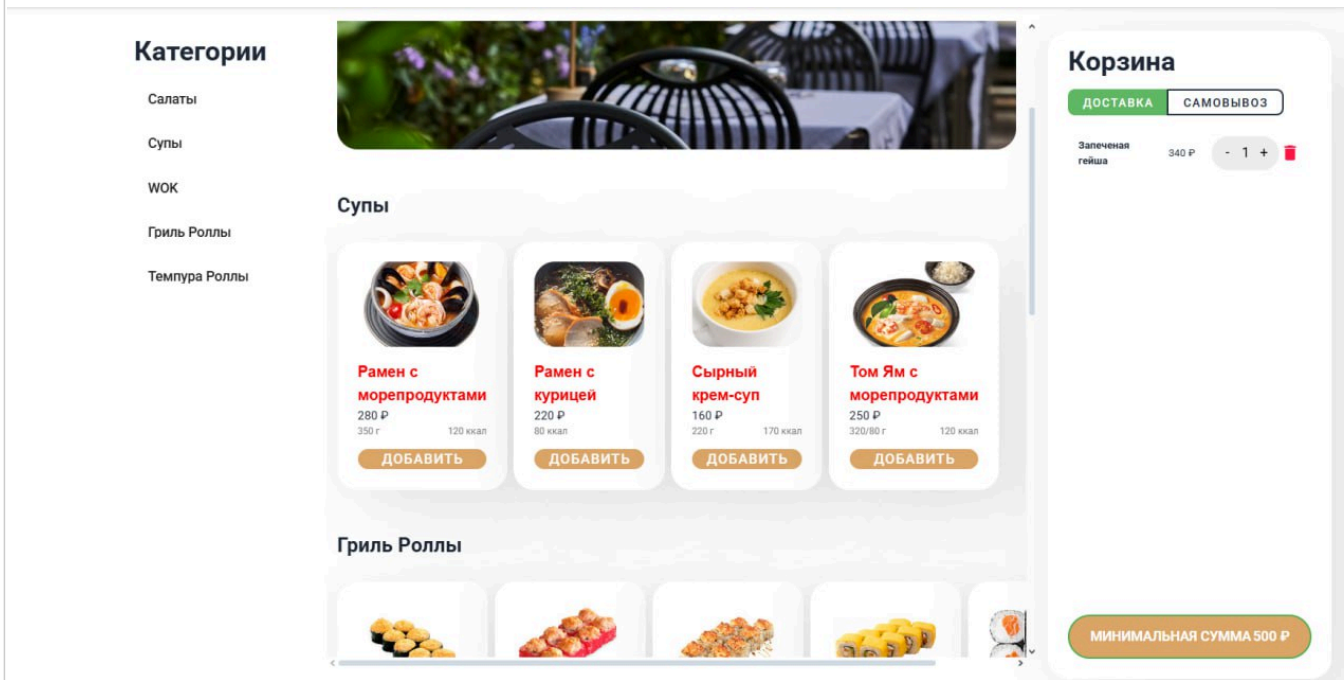 Категории
Салаты
Супы
WOK
Гриль Роллы
Темпура Роллы
Супы
Рамен с
морепродуктами
280 ₽
350 г 120 ккал
ДОБАВИТЬ
Рамен с
курицей
220 ₽
80 ккал
ДОБАВИТЬ
Сырный
крем-суп
160 ₽
220 г 170 ккал
ДОБАВИТЬ
Том Ям с
морепродуктами
250 ₽
320/80 г 120 ккал
ДОБАВИТЬ
Гриль Роллы
Корзина
ДОСТАВКА САМОВЫВОЗ
Запеченая
гейша
340 ₽ - 1 +
МИНИМАЛЬНАЯ СУММА 500 ₽